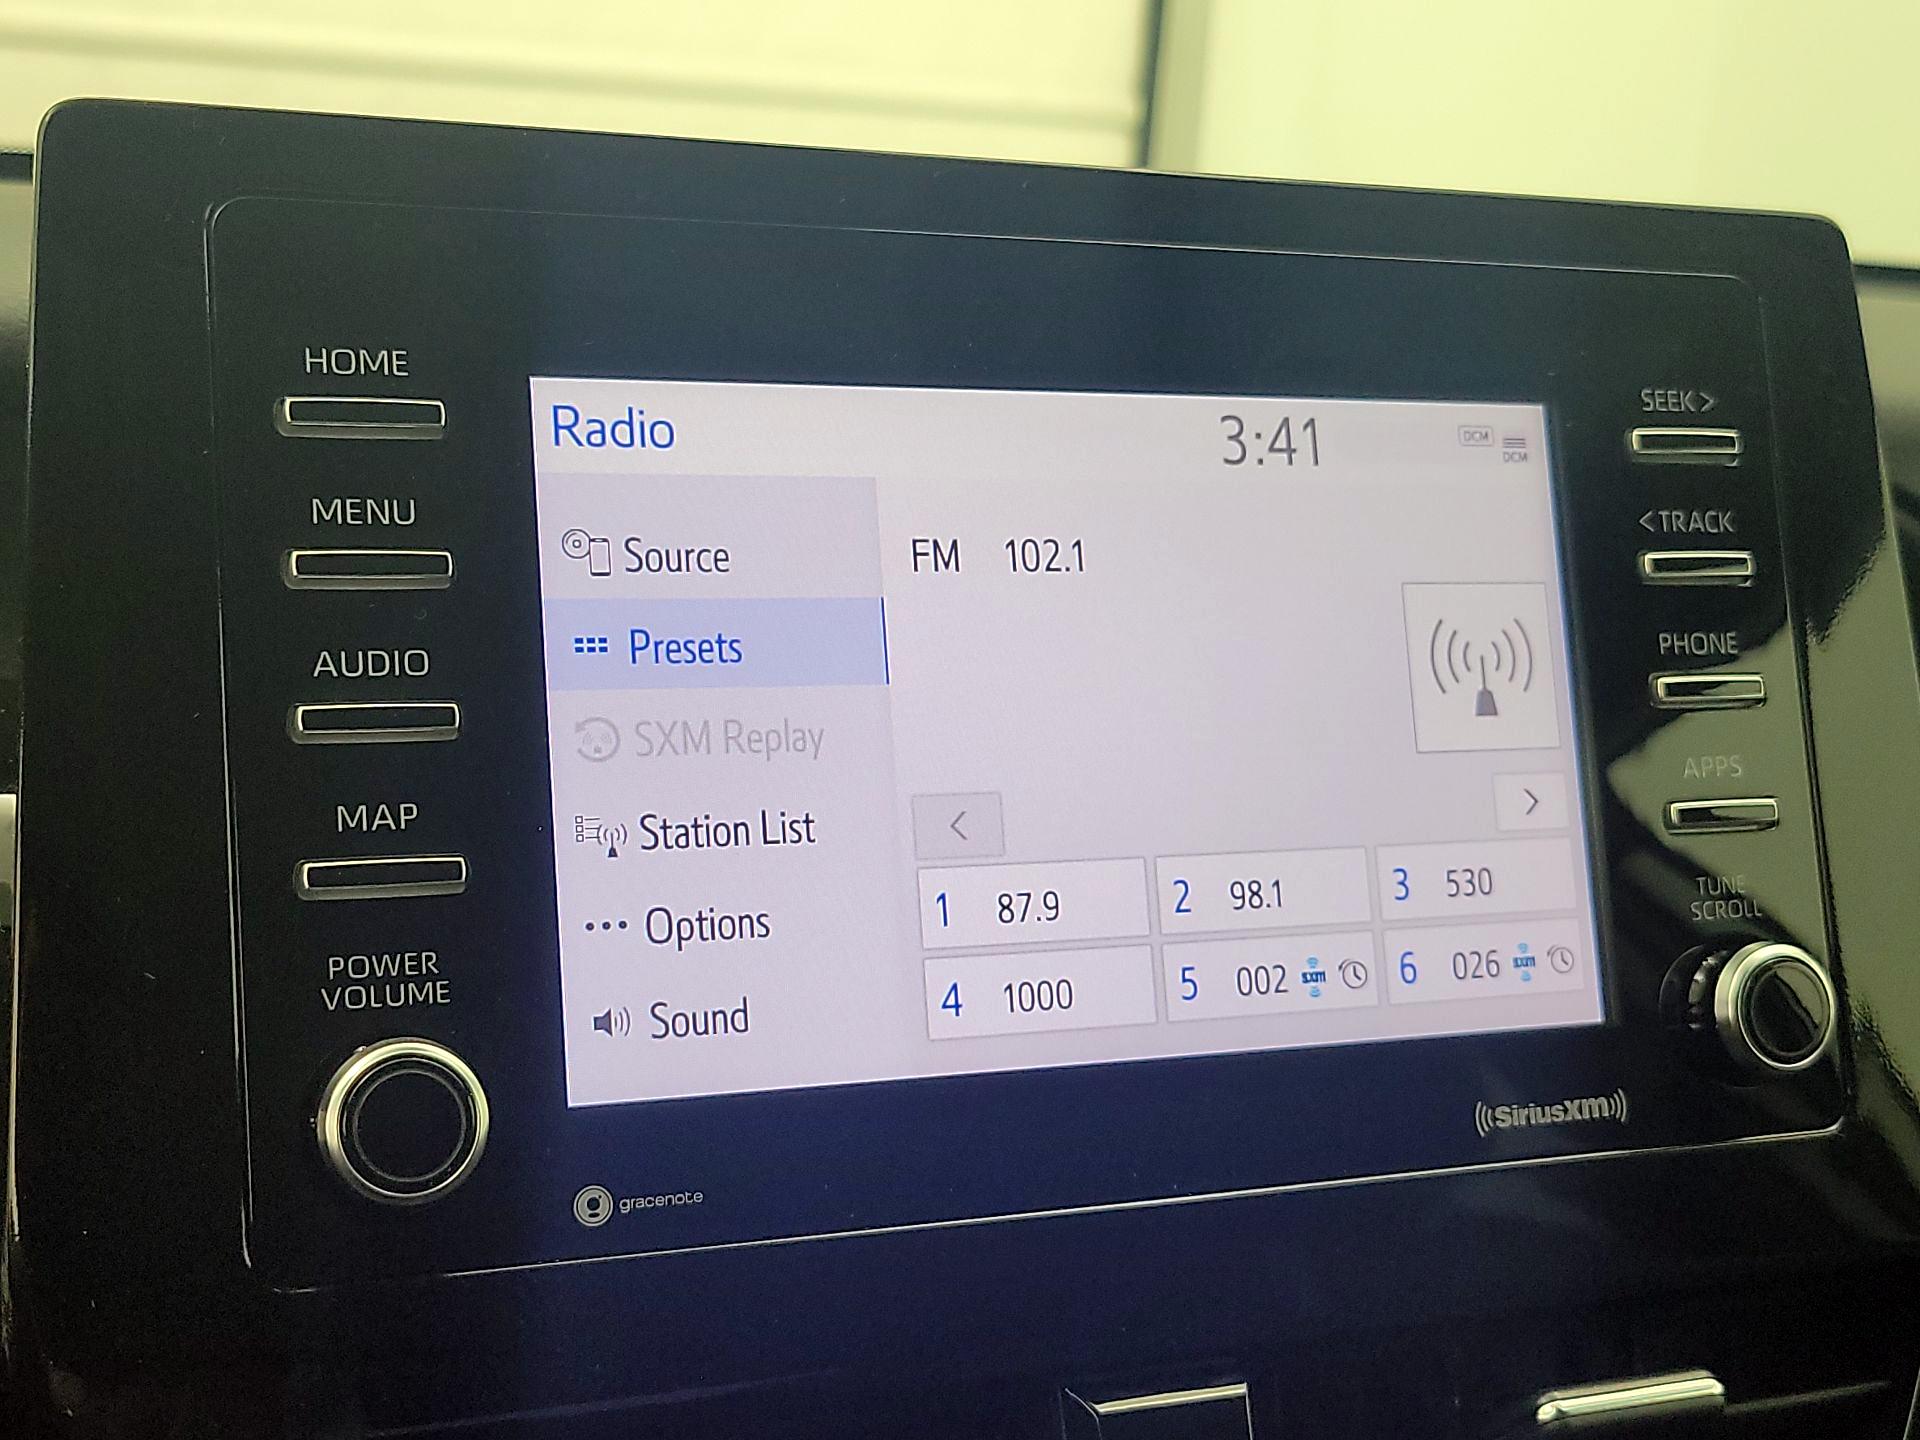 HOME
MENU
AUDIO
MAP
POWER
VOLUME
Radio
3:41
DCM
DCM
Source
Presets
SXM Replay
Station List
Options
Sound
FM 102.1
<
>
1 87.9
2 98.1
3 530
4 1000
5 002 sxm
6 026 sxm
SEEK >
< TRACK
PHONE
APPS
TUNE
SCROLL
gracenote
((SiriusXM))